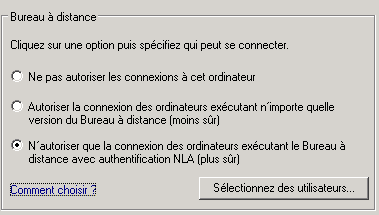 Bureau à distance
Cliquez sur une option puis spécifiez qui peut se connecter.
Ne pas autoriser les connexions à cet ordinateur
Autoriser la connexion des ordinateurs exécutant n´importe quelle
version du Bureau à distance (moins sûr)
N´autoriser que la connexion des ordinateurs exécutant le Bureau à
distance avec authentification NLA (plus sûr)
Comment choisir ?
Sélectionnez des utilisateurs...